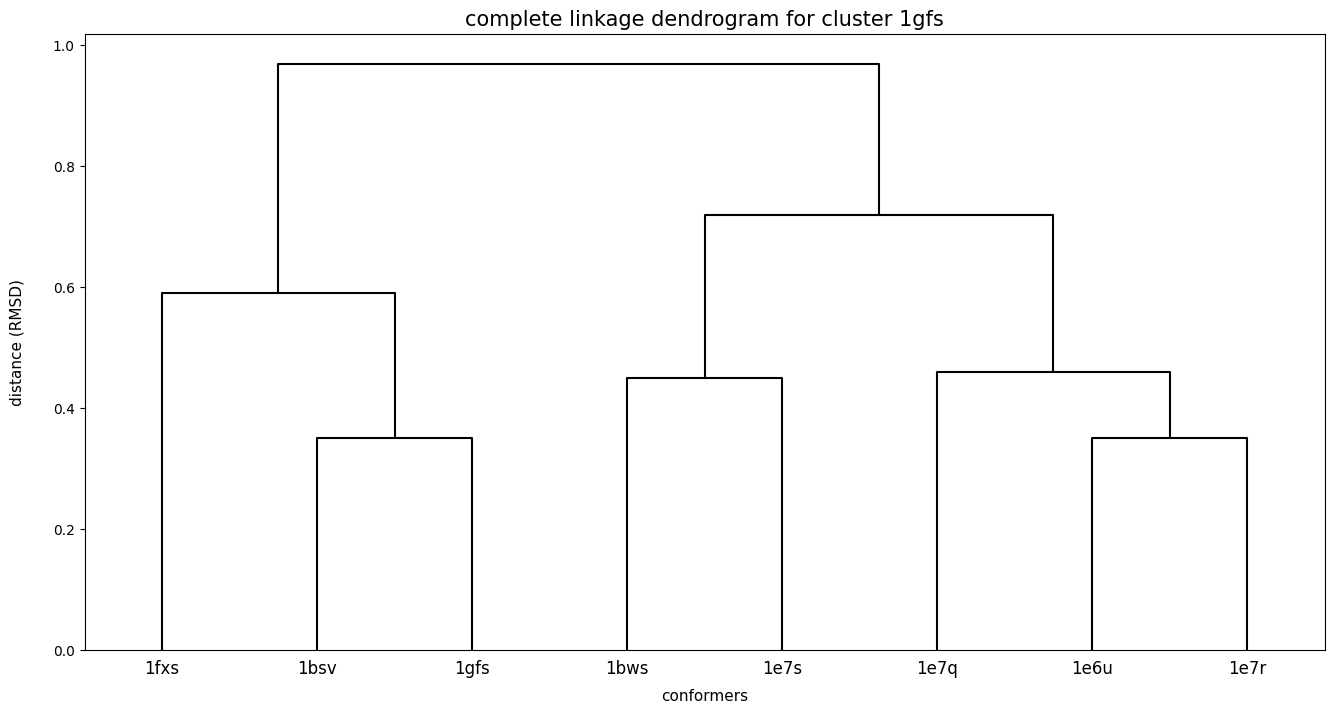 complete linkage dendrogram for cluster 1gfs
1.0
0.8
0.6
0.4
0.2
0.0
distance (RMSD)
1fxs 1bsv 1gfs 1bws 1e7s 1e7q 1e6u 1e7r
conformers